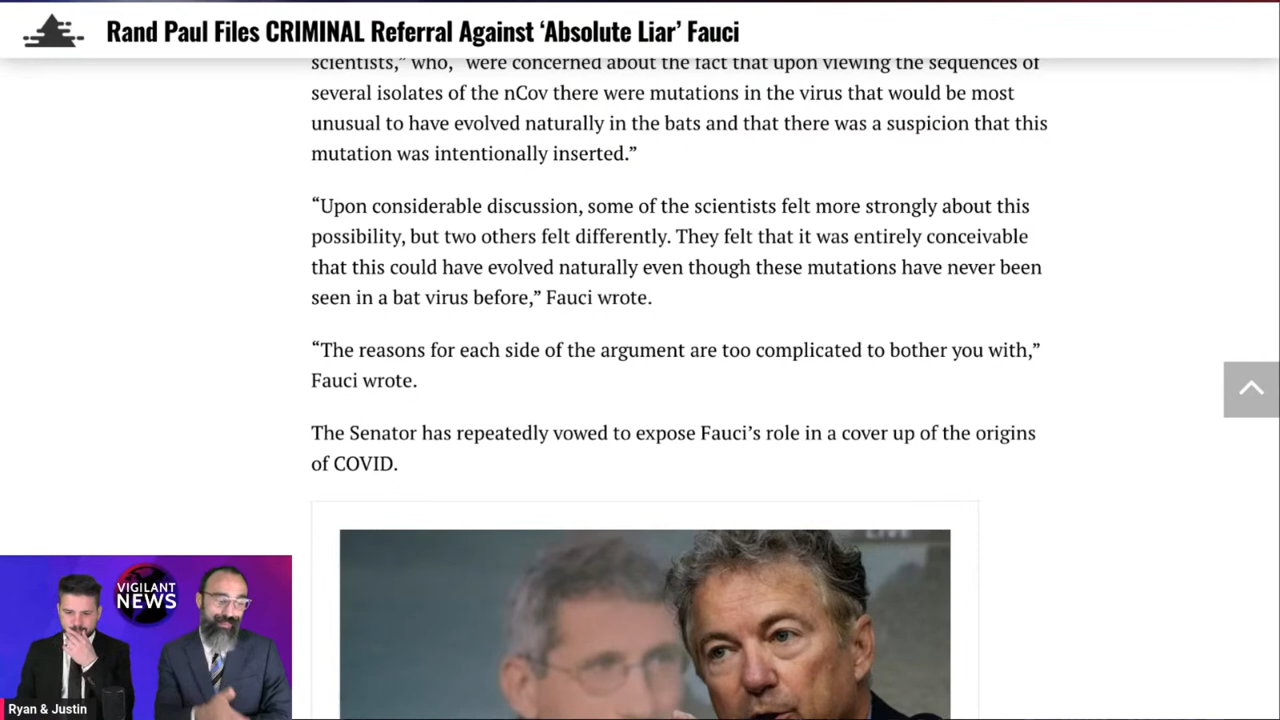 Rand Paul Files CRIMINAL Referral Against ‘Absolute Liar’ Fauci
scientists,” who, “were concerned about the fact that upon viewing the sequences of
several isolates of the nCov there were mutations in the virus that would be most
unusual to have evolved naturally in the bats and that there was a suspicion that this
mutation was intentionally inserted.”
“Upon considerable discussion, some of the scientists felt more strongly about this
possibility, but two others felt differently. They felt that it was entirely conceivable
that this could have evolved naturally even though these mutations have never been
seen in a bat virus before,” Fauci wrote.
“The reasons for each side of the argument are too complicated to bother you with,”
Fauci wrote.
The Senator has repeatedly vowed to expose Fauci’s role in a cover up of the origins
of COVID.
LIVE
VIGILANT
NEWS
Ryan & Justin